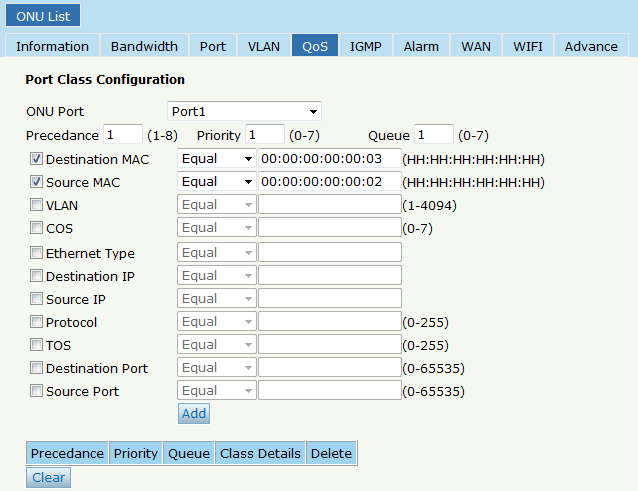 ONU List
Information Bandwidth Port VLAN QoS IGMP Alarm WAN WIFI Advance
Port Class Configuration
ONU Port Port1
Precedance 1 (1-8) Priority 1 (0-7) Queue 1 (0-7)
Destination MAC Equal 00:00:00:00:00:03 (HH:HH:HH:HH:HH:HH)
Source MAC Equal 00:00:00:00:00:02 (HH:HH:HH:HH:HH:HH)
VLAN Equal (1-4094)
COS Equal (0-7)
Ethernet Type Equal
Destination IP Equal
Source IP Equal
Protocol Equal (0-255)
TOS Equal (0-255)
Destination Port Equal (0-65535)
Source Port Equal (0-65535)
Add
Precedance Priority Queue Class Details Delete
Clear